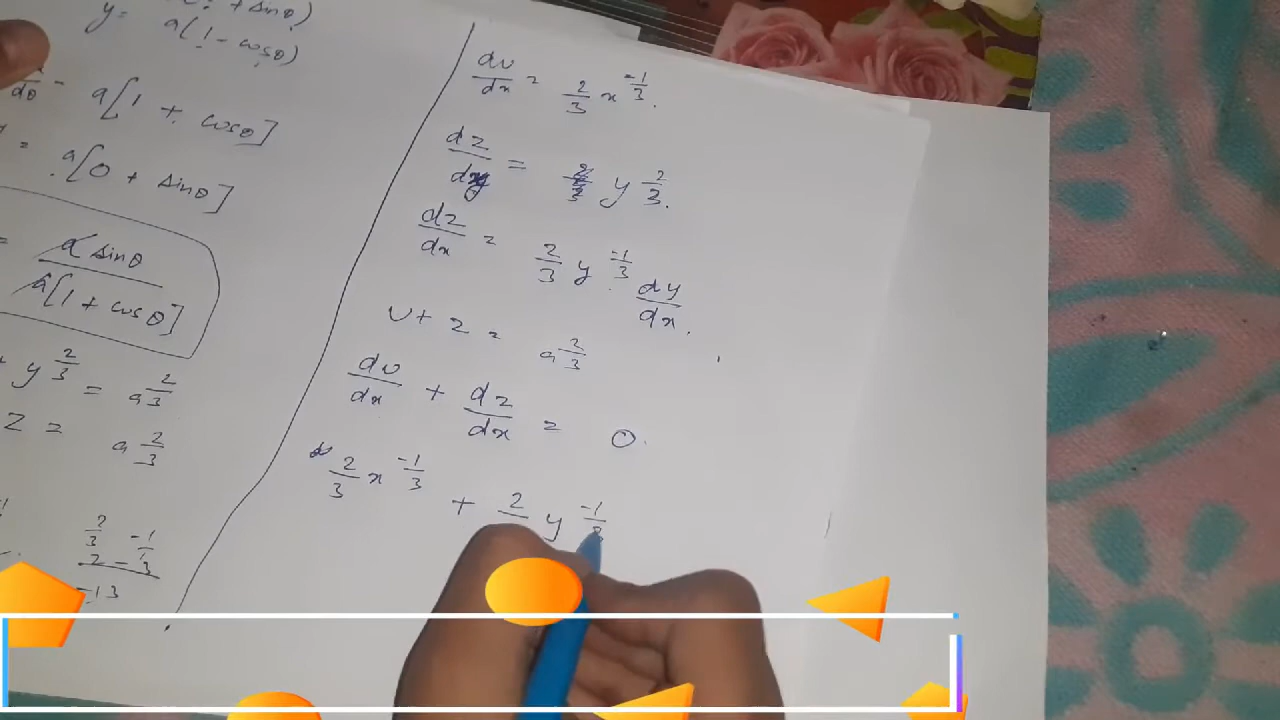 + sinθ)
y = a(1 - cosθ)
dθ = a[1 + cosθ]
= a[0 + sinθ]
= a sinθ / a[1 + cosθ]
+ y^2/3 = a^2/3
z = a^2/3
2/3 -1/1
2 - 3
-1 3
du/dx = 2/3 x^-1/3.
dz/dy = y 2/3.
dz/dx = 2/3 y^-1/3 . dy/dx.
u + z = a^2/3
du/dx + dz/dx = 0.
2/3 x^-1/3 + 2 y^-1/3